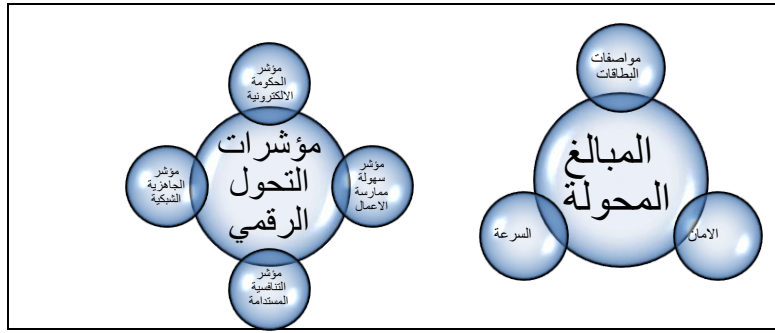 مواصفات
البطاقات
المبالغ
المحولة
الامان
السرعة
مؤشر
الحكومة
الالكترونية
مؤشرات
التحول
الرقمي
مؤشر
سهولة
ممارسة
الاعمال
مؤشر
الجاهزية
الشبكية
مؤشر
التنافسية
المستدامة